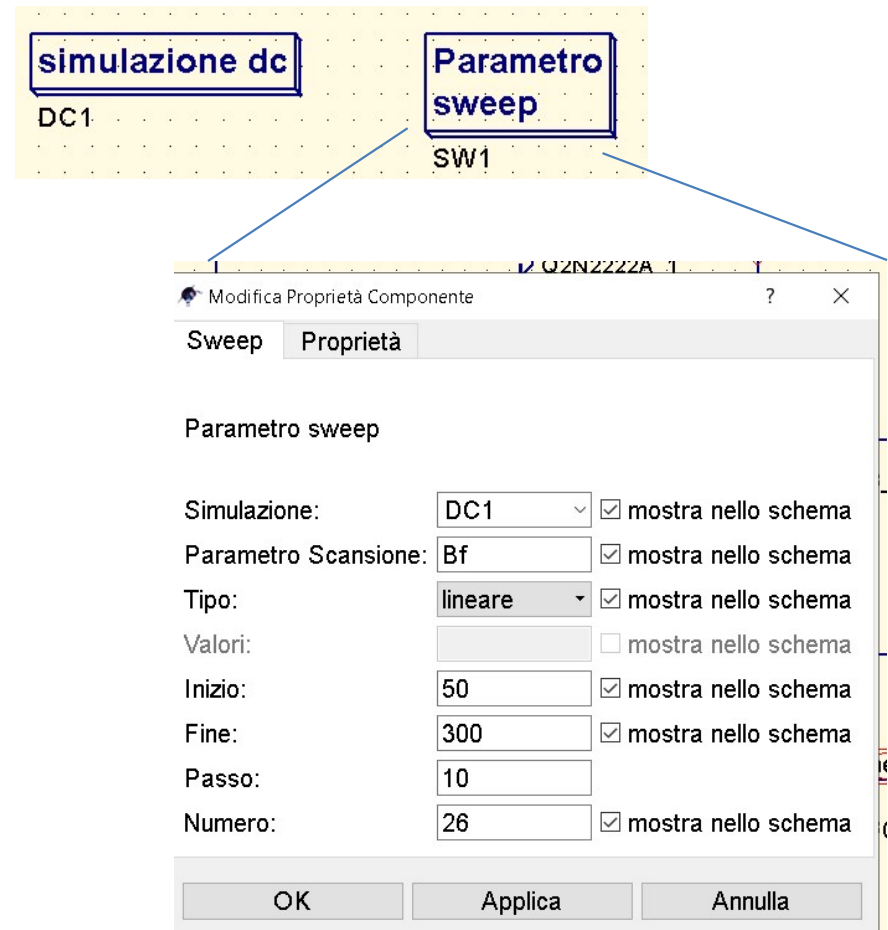 simulazione dc
DC1
Parametro
sweep
SW1
Q2N2222A_1
Modifica Proprietà Componente ? ×
Sweep Proprietà
Parametro sweep
Simulazione: DC1 mostra nello schema
Parametro Scansione: Bf mostra nello schema
Tipo: lineare mostra nello schema
Valori: mostra nello schema
Inizio: 50 mostra nello schema
Fine: 300 mostra nello schema
Passo: 10
Numero: 26 mostra nello schema
OK Applica Annulla